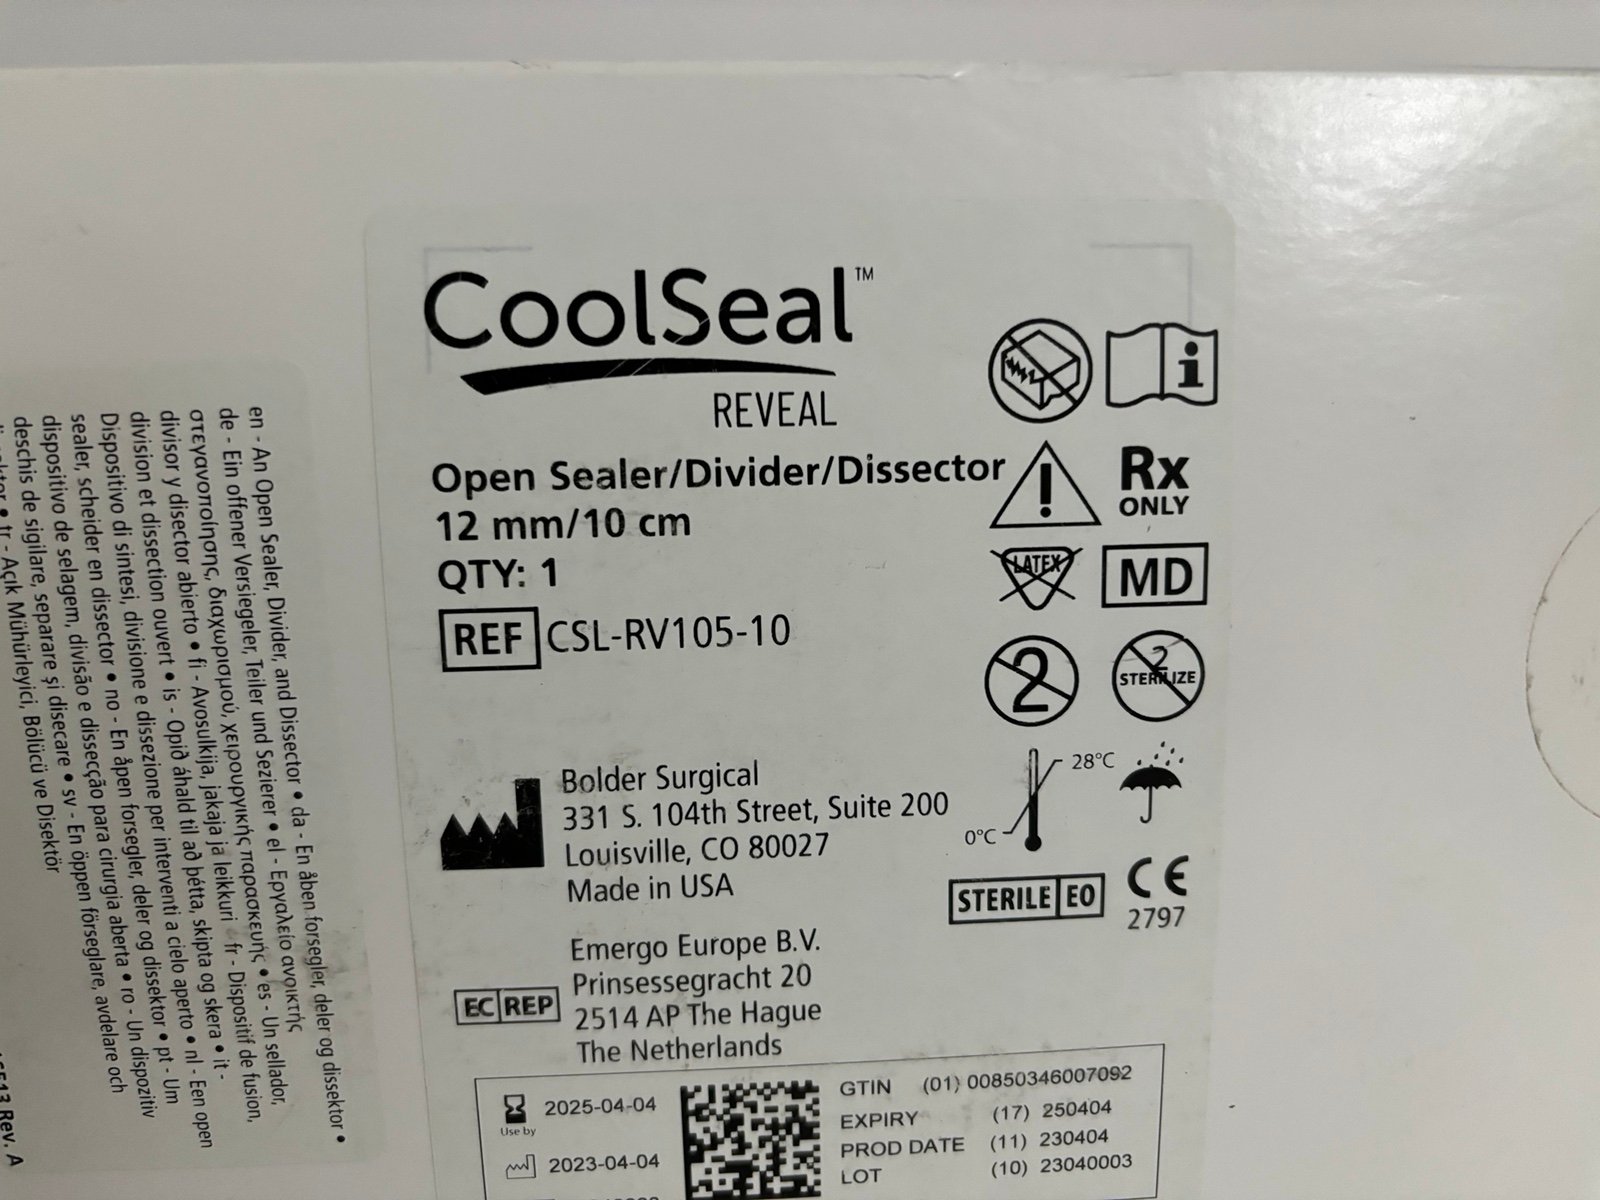 CoolSeal™
REVEAL
Open Sealer/Divider/Dissector
12 mm/10 cm
QTY: 1
REF CSL-RV105-10
Rx
ONLY
LATEX
MD
2
2
STERILIZE
28°C
0°C
STERILE EO
CE
2797
Bolder Surgical
331 S. 104th Street, Suite 200
Louisville, CO 80027
Made in USA
EC REP
Emergo Europe B.V.
Prinsessegracht 20
2514 AP The Hague
The Netherlands
2025-04-04
Use by
2023-04-04
GTIN (01) 00850346007092
EXPIRY (17) 250404
PROD DATE (11) 230404
LOT (10) 23040003
en - An Open Sealer, Divider, and Dissector • da - En åben forsegler, deler og dissektor •
de - Ein offener Versiegeler, Teiler und Sezierer • el - Εργαλείο ανοικτής
στεγανοποίησης, διαχωρισμού, χειρουργικής παρασκευής • es - Un sellador,
divisor y disector abierto • fi - Avosulkija, jakaja ja leikkuri fr - Dispositif de fusion,
division et dissection ouvert • is - Opið áhald til að þétta, skipta og skera • it -
Dispositivo di sintesi, divisione e dissezione per interventi a cielo aperto • nl - Een open
sealer, scheider en dissector • no - En åpen forsegler, deler og dissektor • pt - Um
dispositivo de selagem, divisão e dissecção para cirurgia aberta • ro - Un dispozitiv
deschis de sigilare, separare și disecare • sv - En öppen förseglare, avdelare och
• tr - Açık Mühürleyici, Bölücü ve Disektör
Rev. A